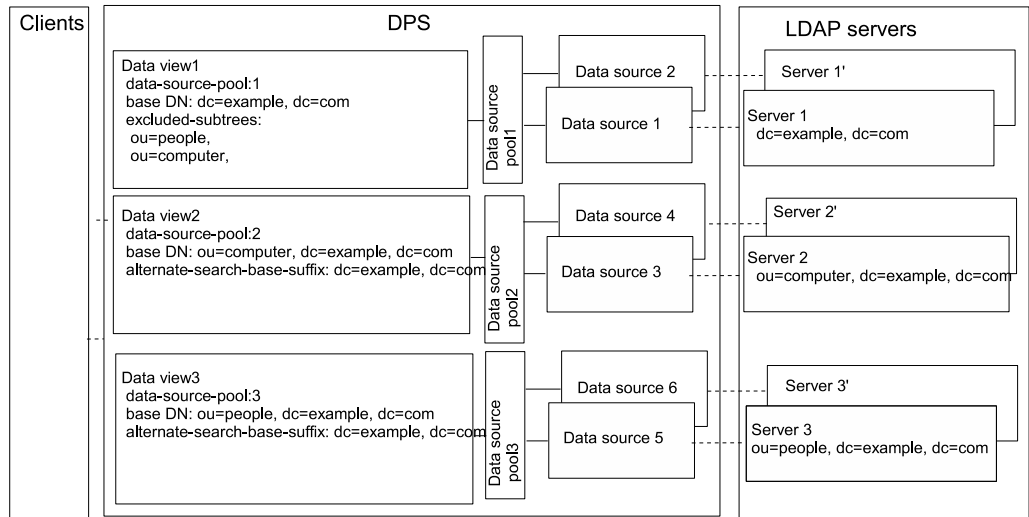 Clients
DPS
LDAP servers
Data view1
data-source-pool:1
base DN: dc=example, dc=com
excluded-subtrees:
ou=people,
ou=computer,
Data source
pool1
Data source 2
Data source 1
Server 1'
Server 1
dc=example, dc=com
Data view2
data-source-pool:2
base DN: ou=computer, dc=example, dc=com
alternate-search-base-suffix: dc=example, dc=com
Data source
pool2
Data source 4
Data source 3
Server 2'
Server 2
ou=computer, dc=example, dc=com
Data view3
data-source-pool:3
base DN: ou=people, dc=example, dc=com
alternate-search-base-suffix: dc=example, dc=com
Data source
pool3
Data source 6
Data source 5
Server 3'
Server 3
ou=people, dc=example, dc=com